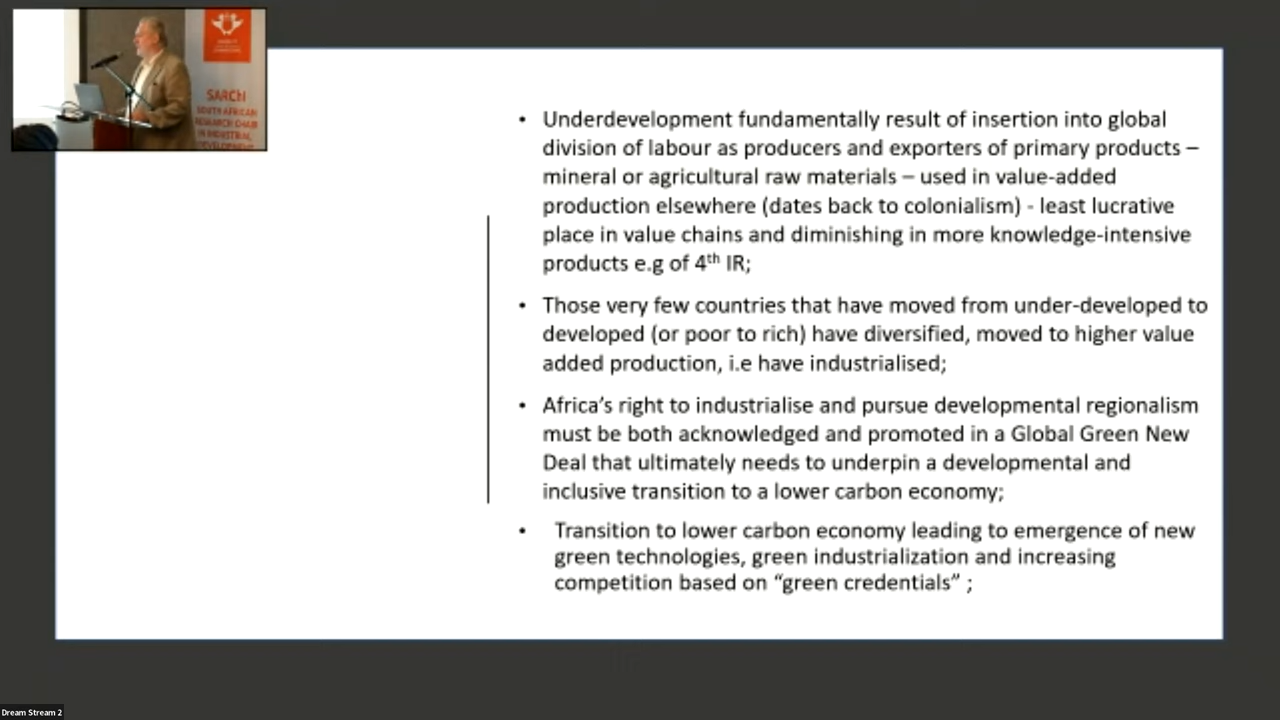 SARChI
SOUTH AFRICAN
RESEARCH CHAIR
IN INDUSTRIAL
DEVELOPMENT
• Underdevelopment fundamentally result of insertion into global
division of labour as producers and exporters of primary products –
mineral or agricultural raw materials – used in value-added
production elsewhere (dates back to colonialism) - least lucrative
place in value chains and diminishing in more knowledge-intensive
products e.g of 4th IR;
• Those very few countries that have moved from under-developed to
developed (or poor to rich) have diversified, moved to higher value
added production, i.e have industrialised;
• Africa’s right to industrialise and pursue developmental regionalism
must be both acknowledged and promoted in a Global Green New
Deal that ultimately needs to underpin a developmental and
inclusive transition to a lower carbon economy;
• Transition to lower carbon economy leading to emergence of new
green technologies, green industrialization and increasing
competition based on “green credentials” ;
Dream Stream 2